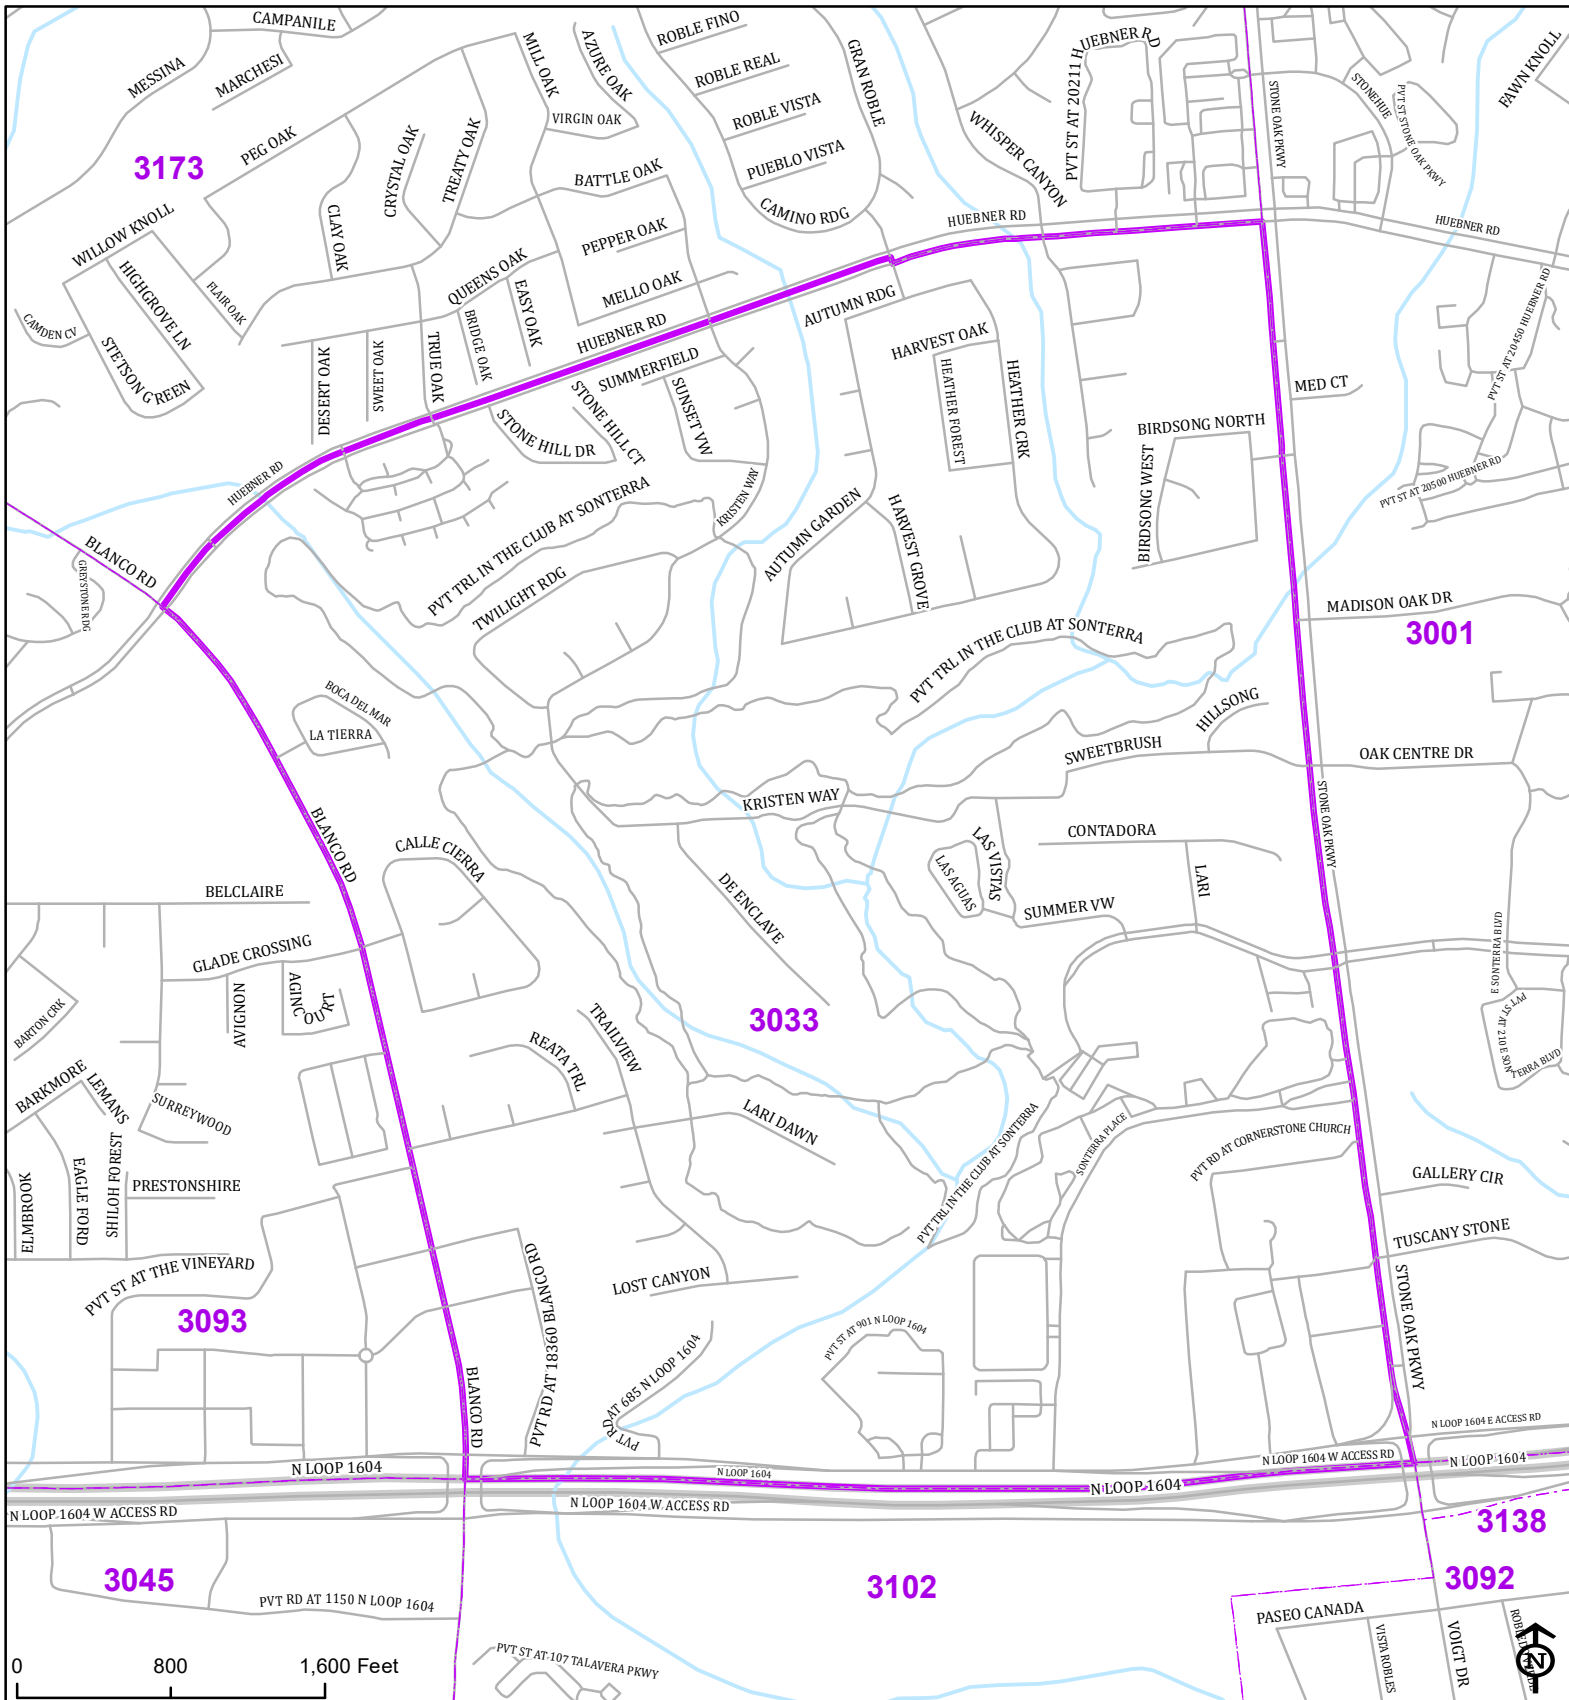 CAMPANILE
MESSINA
MARCHESI
3173
PEG OAK
WILLOW KNOLL
HIGHGROVE LN
FLAIR OAK
CAMDEN CV
STETSON GREEN
CLAY OAK
CRYSTAL OAK
TREATY OAK
MILL OAK
AZURE OAK
VIRGIN OAK
BATTLE OAK
PEPPER OAK
MELLO OAK
QUEENS OAK
EASY OAK
BRIDGE OAK
TRUE OAK
SWEET OAK
DESERT OAK
ROBLE FINO
ROBLE REAL
ROBLE VISTA
PUEBLO VISTA
CAMINO RDG
GRAN ROBLE
WHISPER CANYON
PVT ST AT 20211 HUEBNER RD
STONE OAK PKWY
STONEHUE
PVT ST STONE OAK PKWY
FAWN KNOLL
HUEBNER RD
HUEBNER RD
HUEBNER RD
HUEBNER RD
PVT ST AT 20450 HUEBNER RD
PVT ST AT 20500 HUEBNER RD
MED CT
AUTUMN RDG
HARVEST OAK
HEATHER FOREST
HEATHER CRK
BIRDSONG NORTH
BIRDSONG WEST
SUMMERFIELD
SUNSET VW
STONE HILL CT
STONE HILL DR
KRISTEN WAY
AUTUMN GARDEN
HARVEST GROVE
PVT TRL IN THE CLUB AT SONTERRA
TWILIGHT RDG
BLANCO RD
GREYSTONE RDG
MADISON OAK DR
3001
PVT TRL IN THE CLUB AT SONTERRA
HILLSONG
SWEETBRUSH
OAK CENTRE DR
BOCA DEL MAR
LA TIERRA
KRISTEN WAY
STONE OAK PKWY
BLANCO RD
CALLE CIERRA
CONTADORA
LAS VISTAS
LAS AGUAS
LARI
SUMMER VW
DE ENCLAVE
BELCLAIRE
GLADE CROSSING
AVIGNON
AGINCOURT
BARTON CRK
E SONTERRA BLVD
PVT ST AT 210 E SONTERRA BLVD
3033
TRAILVIEW
REATA TRL
LARI DAWN
BARKMORE
LEMANS
SURREYWOOD
SHILOH FOREST
EAGLE FORD
ELMBROOK
PRESTONSHIRE
PVT TRL IN THE CLUB AT SONTERRA
SONTERRA PLACE
PVT RD AT CORNERSTONE CHURCH
GALLERY CIR
TUSCANY STONE
STONE OAK PKWY
PVT ST AT THE VINEYARD
3093
LOST CANYON
PVT RD AT 18360 BLANCO RD
PVT RD AT 685 N LOOP 1604
PVT ST AT 901 N LOOP 1604
BLANCO RD
N LOOP 1604 E ACCESS RD
N LOOP 1604 W ACCESS RD
N LOOP 1604
N LOOP 1604
N LOOP 1604
N LOOP 1604
N LOOP 1604 W ACCESS RD
N LOOP 1604 W ACCESS RD
3138
3045
3102
3092
PVT RD AT 1150 N LOOP 1604
PASEO CANADA
VISTA ROBLES
VOIGT DR
PVT ST AT 107 TALAVERA PKWY
0
800
1,600 Feet
N